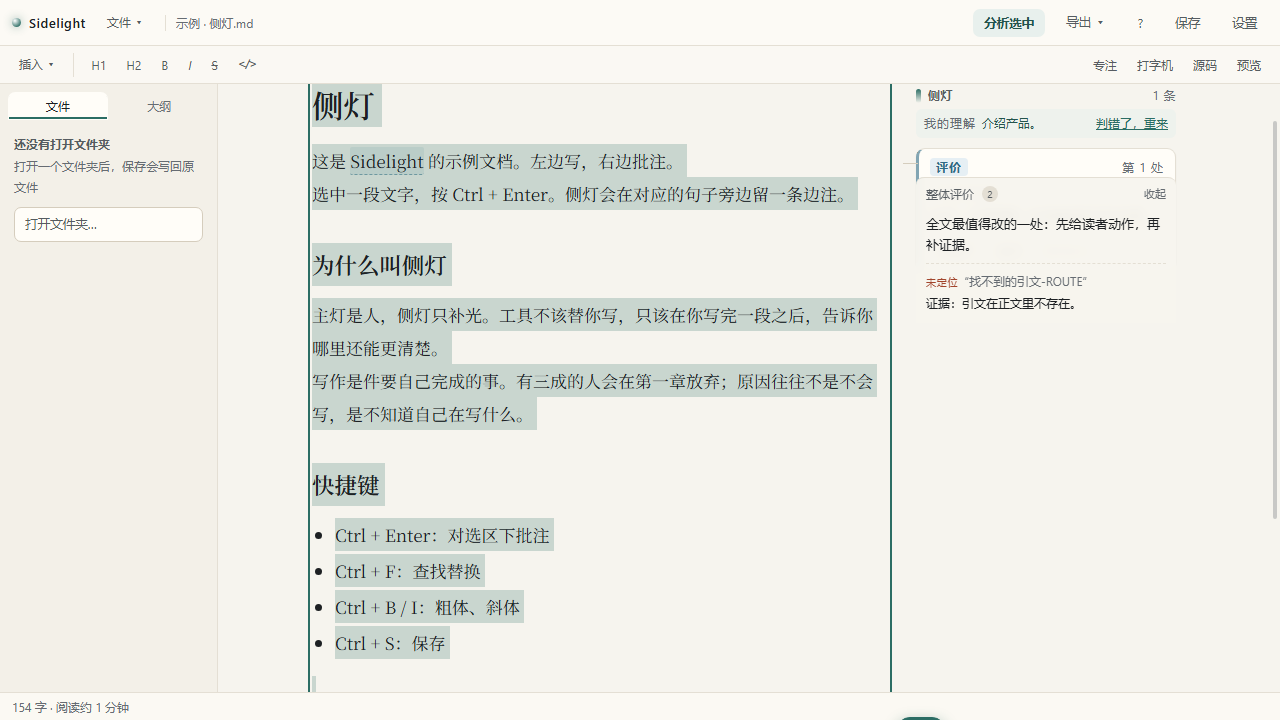 Sidelight 文件 ▾ 示例 · 侧灯.md 分析选中 导出 ▾ ? 保存 设置
插入 ▾ H1 H2 B I S </> 专注 打字机 源码 预览
文件 大纲
还没有打开文件夹
打开一个文件夹后，保存会写回原
文件
打开文件夹...
侧灯
这是 Sidelight 的示例文档。左边写，右边批注。
选中一段文字，按 Ctrl + Enter。侧灯会在对应的句子旁边留一条边注。
为什么叫侧灯
主灯是人，侧灯只补光。工具不该替你写，只该在你写完一段之后，告诉你
哪里还能更清楚。
写作是件要自己完成的事。有三成的人会在第一章放弃；原因往往不是不会
写，是不知道自己在写什么。
快捷键
• Ctrl + Enter：对选区下批注
• Ctrl + F：查找替换
• Ctrl + B / I：粗体、斜体
• Ctrl + S：保存
侧灯 1 条
我的理解 介绍产品。 判错了，重来
评价 第 1 处
整体评价 2 收起
全文最值得改的一处：先给读者动作，再
补证据。
未定位 “找不到的引文-ROUTE”
证据：引文在正文里不存在。
154 字 · 阅读约 1 分钟